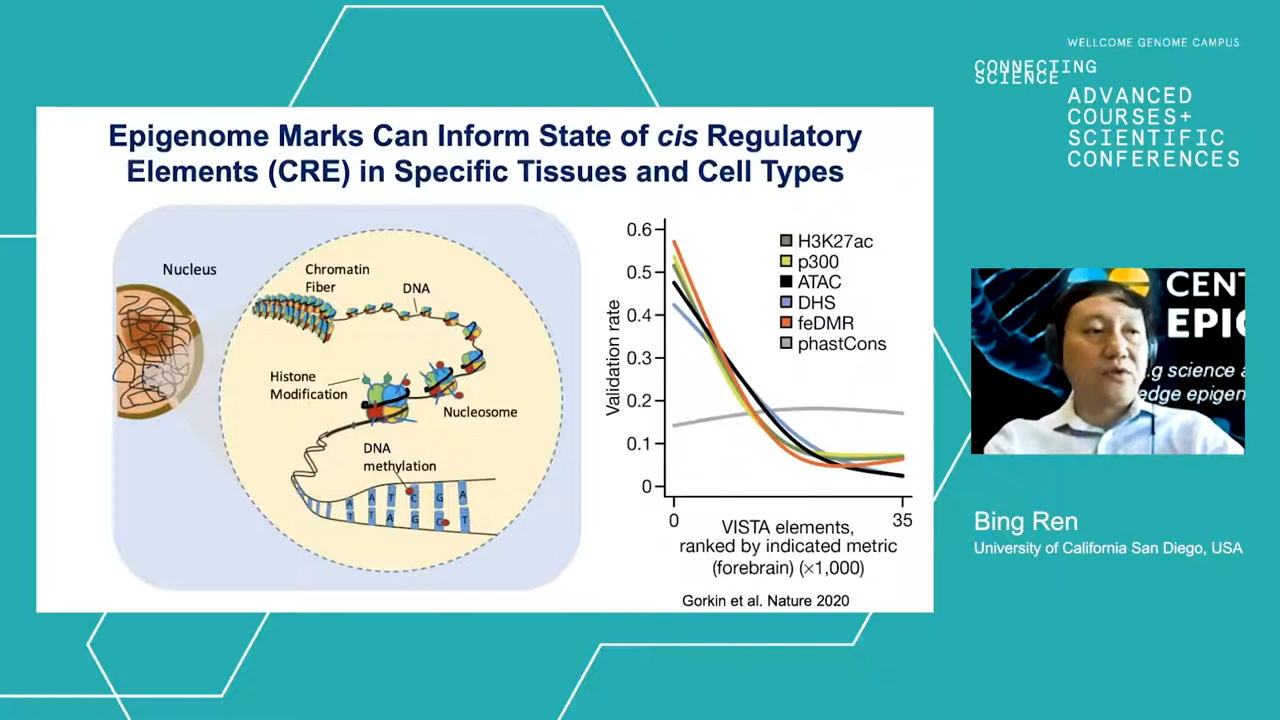 WELLCOME GENOME CAMPUS
CONNECTING
SCIENCE
ADVANCED
COURSES+
SCIENTIFIC
CONFERENCES
Epigenome Marks Can Inform State of cis Regulatory
Elements (CRE) in Specific Tissues and Cell Types
Nucleus
Chromatin
Fiber
DNA
Histone
Modification
Nucleosome
DNA
methylation
A A T C G A
T T A G C T
0.6
0.5
0.4
0.3
0.2
0.1
0
Validation rate
H3K27ac
p300
ATAC
DHS
feDMR
phastCons
0
35
VISTA elements,
ranked by indicated metric
(forebrain) (×1,000)
Gorkin et al. Nature 2020
CENT
EPIG
g science a
edge epigen
Bing Ren
University of California San Diego, USA